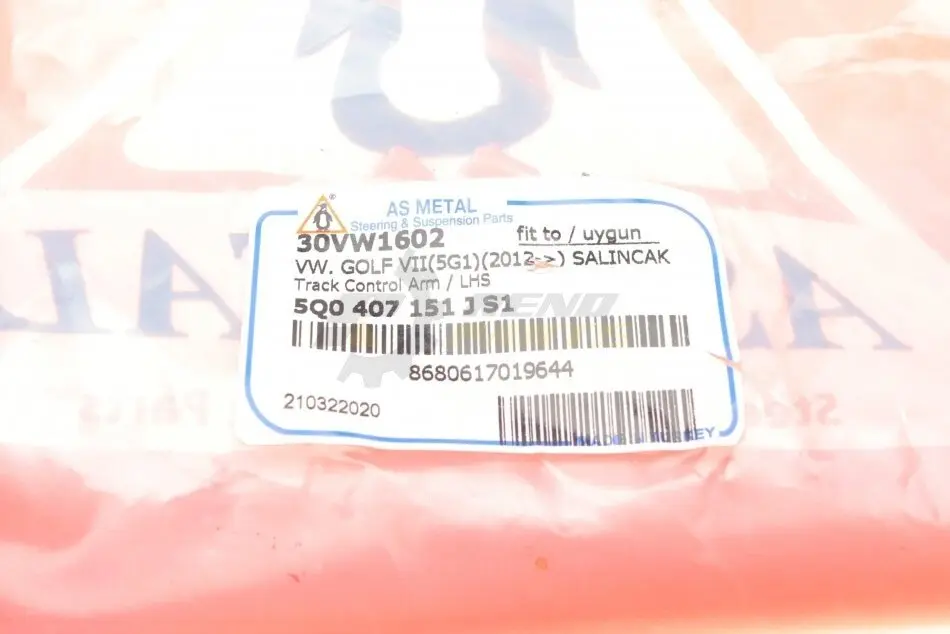 AS METAL
Steering & Suspension Parts
30VW1602 fit to / uygun
VW. GOLF VII(5G1)(2012->) SALINCAK
Track Control Arm / LHS
5Q0 407 151 J S1
8680617019644
210322020
MADE IN TURKEY